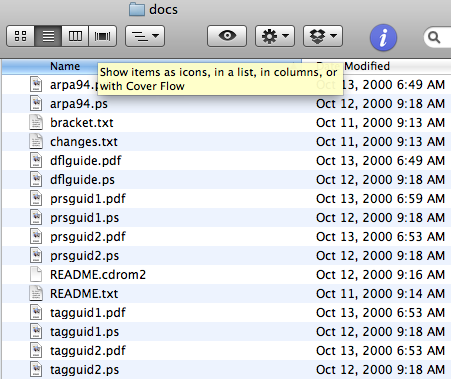 docs
Name Date Modified
Show items as icons, in a list, in columns, or
with Cover Flow
arpa94.p Oct 13, 2000 6:49 AM
arpa94.ps Oct 12, 2000 9:18 AM
bracket.txt Oct 11, 2000 9:13 AM
changes.txt Oct 11, 2000 9:13 AM
dflguide.pdf Oct 13, 2000 6:49 AM
dflguide.ps Oct 12, 2000 9:18 AM
prsguid1.pdf Oct 13, 2000 6:59 AM
prsguid1.ps Oct 12, 2000 9:18 AM
prsguid2.pdf Oct 13, 2000 6:53 AM
prsguid2.ps Oct 12, 2000 9:18 AM
README.cdrom2 Oct 12, 2000 9:16 AM
README.txt Oct 11, 2000 9:14 AM
tagguid1.pdf Oct 13, 2000 6:53 AM
tagguid1.ps Oct 12, 2000 9:18 AM
tagguid2.pdf Oct 13, 2000 6:53 AM
tagguid2.ps Oct 12, 2000 9:18 AM